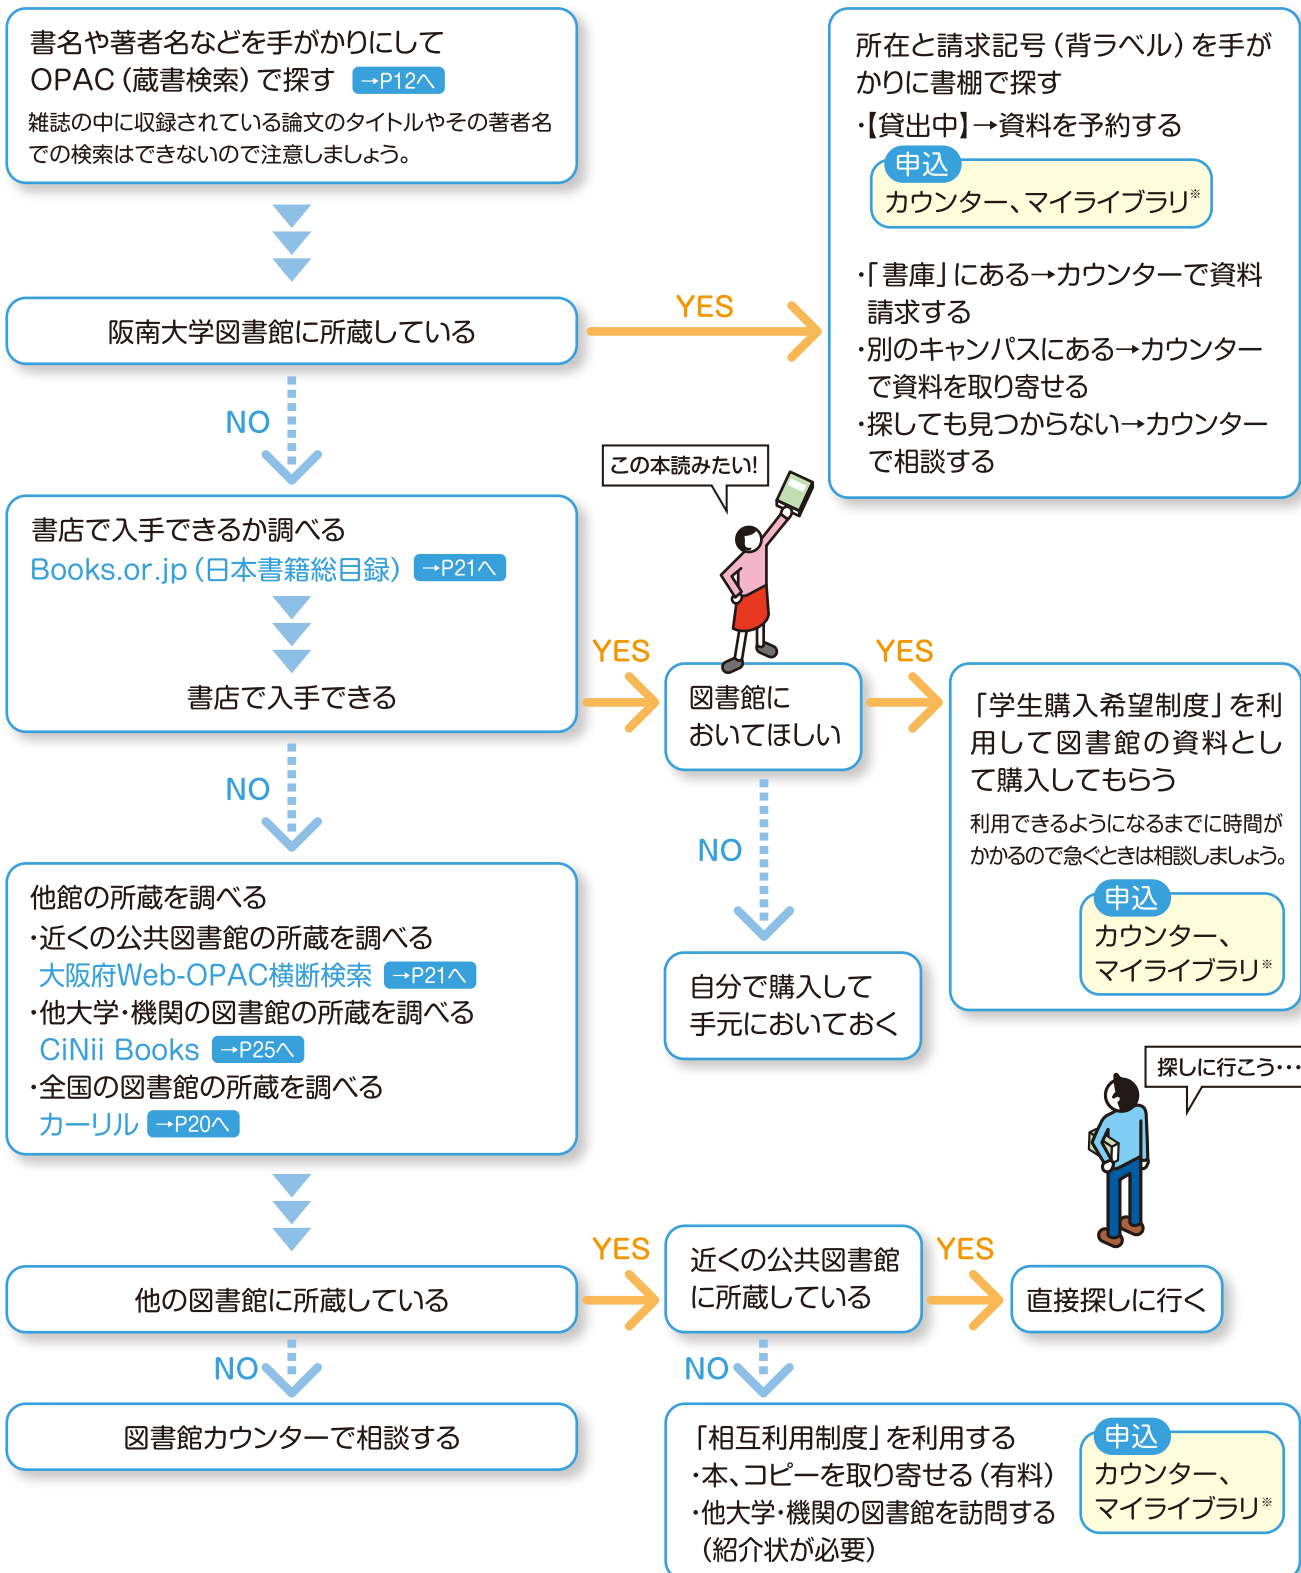 書名や著者名などを手がかりにして
OPAC（蔵書検索）で探す →P12へ
雑誌の中に収録されている論文のタイトルやその著者名
での検索はできないので注意しましょう。
阪南大学図書館に所蔵している
YES
所在と請求記号（背ラベル）を手が
かりに書棚で探す
・【貸出中】→資料を予約する
申込
カウンター、マイライブラリ※
・「書庫」にある→カウンターで資料
請求する
・別のキャンパスにある→カウンター
で資料を取り寄せる
・探しても見つからない→カウンター
で相談する
NO
この本読みたい!
書店で入手できるか調べる
Books.or.jp（日本書籍総目録） →P21へ
書店で入手できる
YES
図書館に
おいてほしい
YES
「学生購入希望制度」を利
用して図書館の資料とし
て購入してもらう
利用できるようになるまでに時間が
かかるので急ぐときは相談しましょう。
申込
カウンター、
マイライブラリ※
NO
自分で購入して
手元においておく
NO
他館の所蔵を調べる
・近くの公共図書館の所蔵を調べる
大阪府Web-OPAC横断検索 →P21へ
・他大学・機関の図書館の所蔵を調べる
CiNii Books →P25へ
・全国の図書館の所蔵を調べる
カーリル →P20へ
探しに行こう・・・
他の図書館に所蔵している
YES
近くの公共図書館
に所蔵している
YES
直接探しに行く
NO
図書館カウンターで相談する
NO
「相互利用制度」を利用する
・本、コピーを取り寄せる（有料）
・他大学・機関の図書館を訪問する
（紹介状が必要）
申込
カウンター、
マイライブラリ※